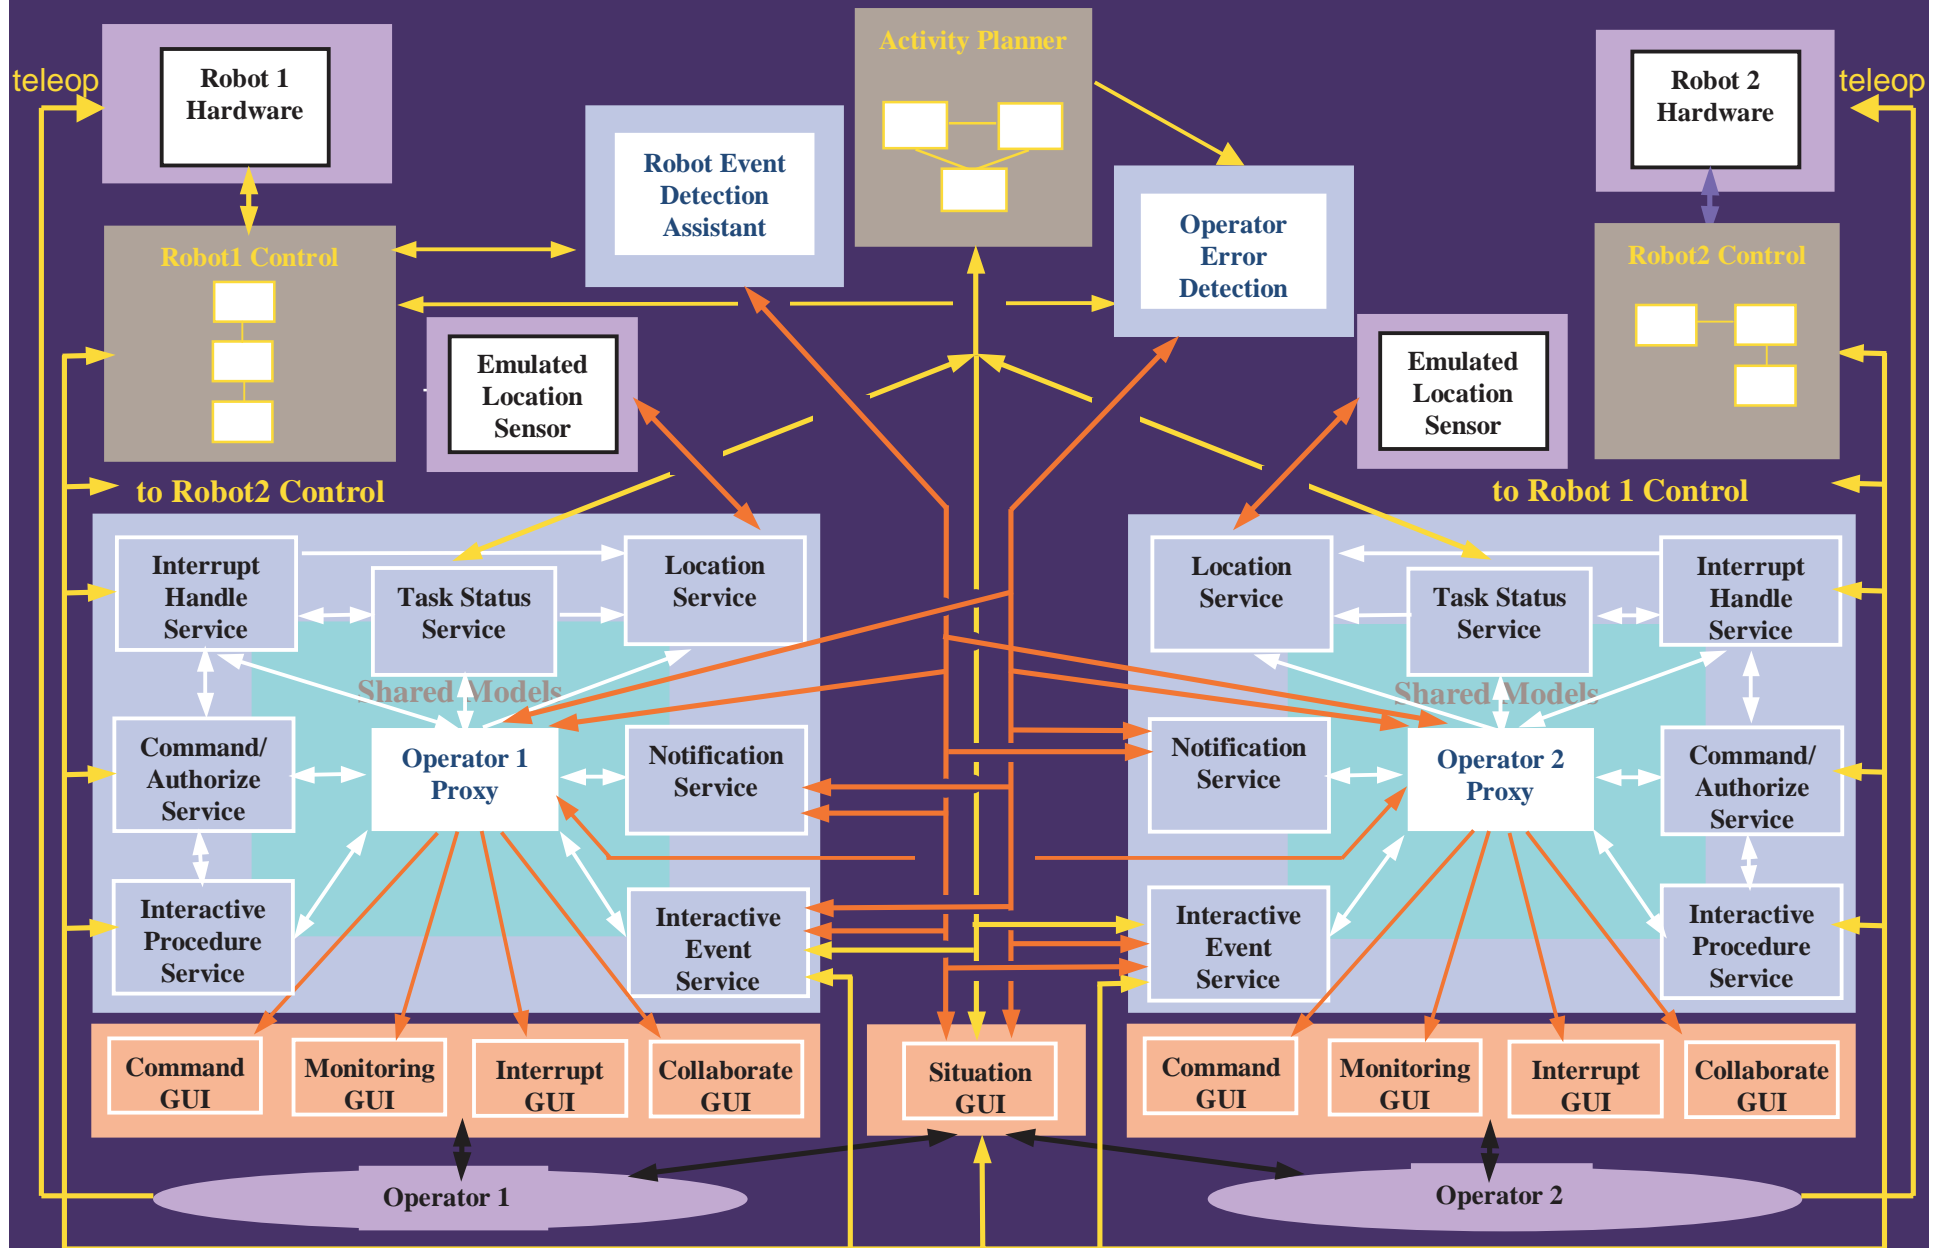 Activity Planner
teleop
Robot 1
Hardware
Robot 2
Hardware
teleop
Robot Event
Detection
Assistant
Operator
Error
Detection
Robot1 Control
Robot2 Control
Emulated
Location
Sensor
Emulated
Location
Sensor
to Robot2 Control
to Robot 1 Control
Interrupt
Handle
Service
Task Status
Service
Location
Service
Shared Models
Command/
Authorize
Service
Operator 1
Proxy
Notification
Service
Interactive
Procedure
Service
Interactive
Event
Service
Location
Service
Task Status
Service
Interrupt
Handle
Service
Shared Models
Notification
Service
Operator 2
Proxy
Command/
Authorize
Service
Interactive
Event
Service
Interactive
Procedure
Service
Command
GUI
Monitoring
GUI
Interrupt
GUI
Collaborate
GUI
Situation
GUI
Command
GUI
Monitoring
GUI
Interrupt
GUI
Collaborate
GUI
Operator 1
Operator 2